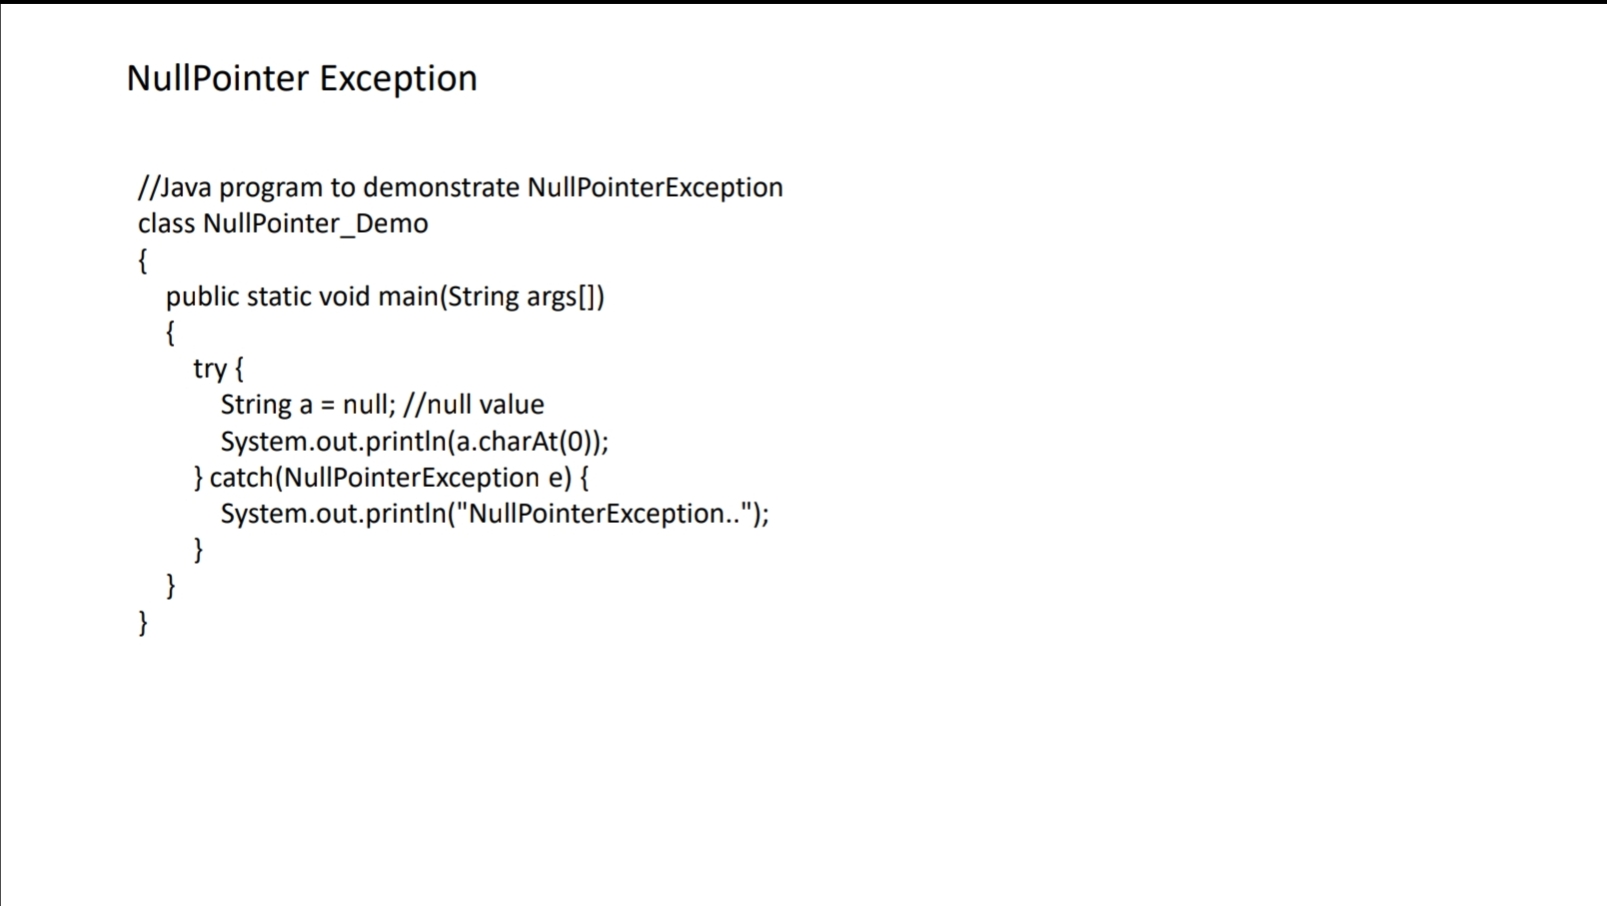 NullPointer Exception
//Java program to demonstrate NullPointerException
class NullPointer_Demo
{
public static void main(String args[])
{
try {
String a = null; //null value
System.out.println(a.charAt(0));
} catch(NullPointerException e) {
System.out.println("NullPointerException..");
}
}
}